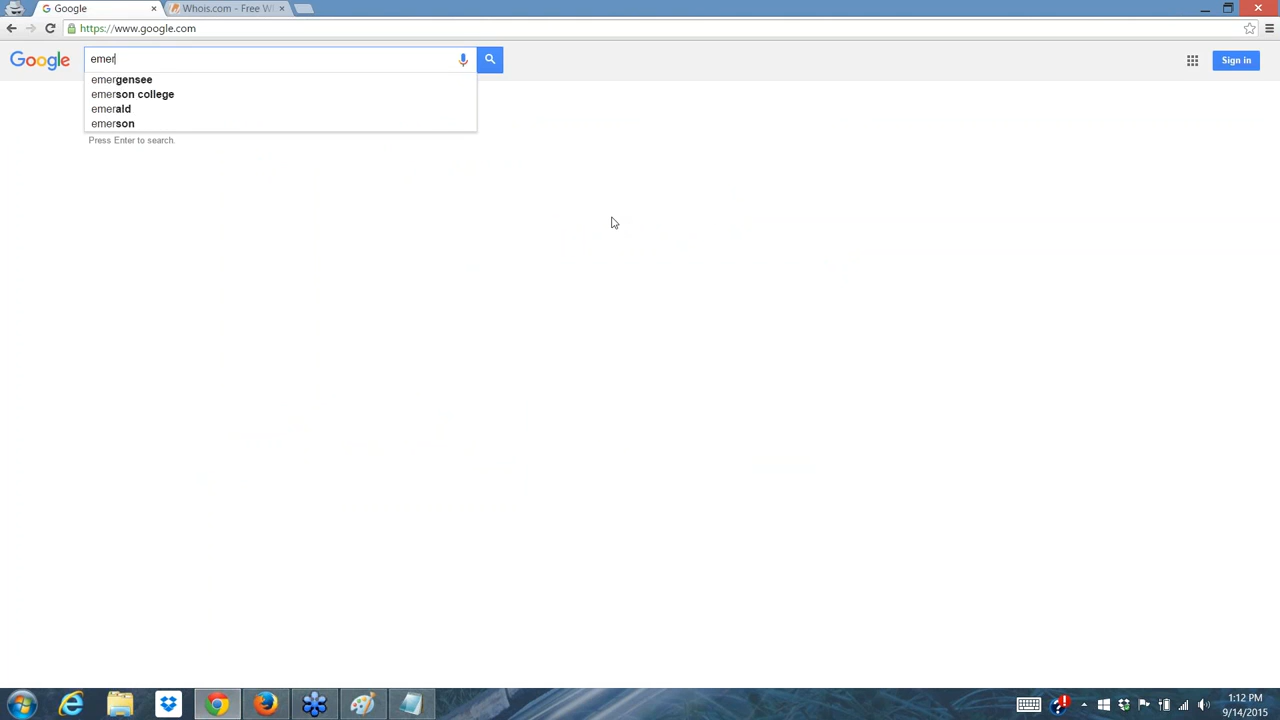 Google
Whois.com - Free W
https://www.google.com
Google
emer
Sign in
emergensee
emerson college
emerald
emerson
Press Enter to search.
1:12 PM
9/14/2015